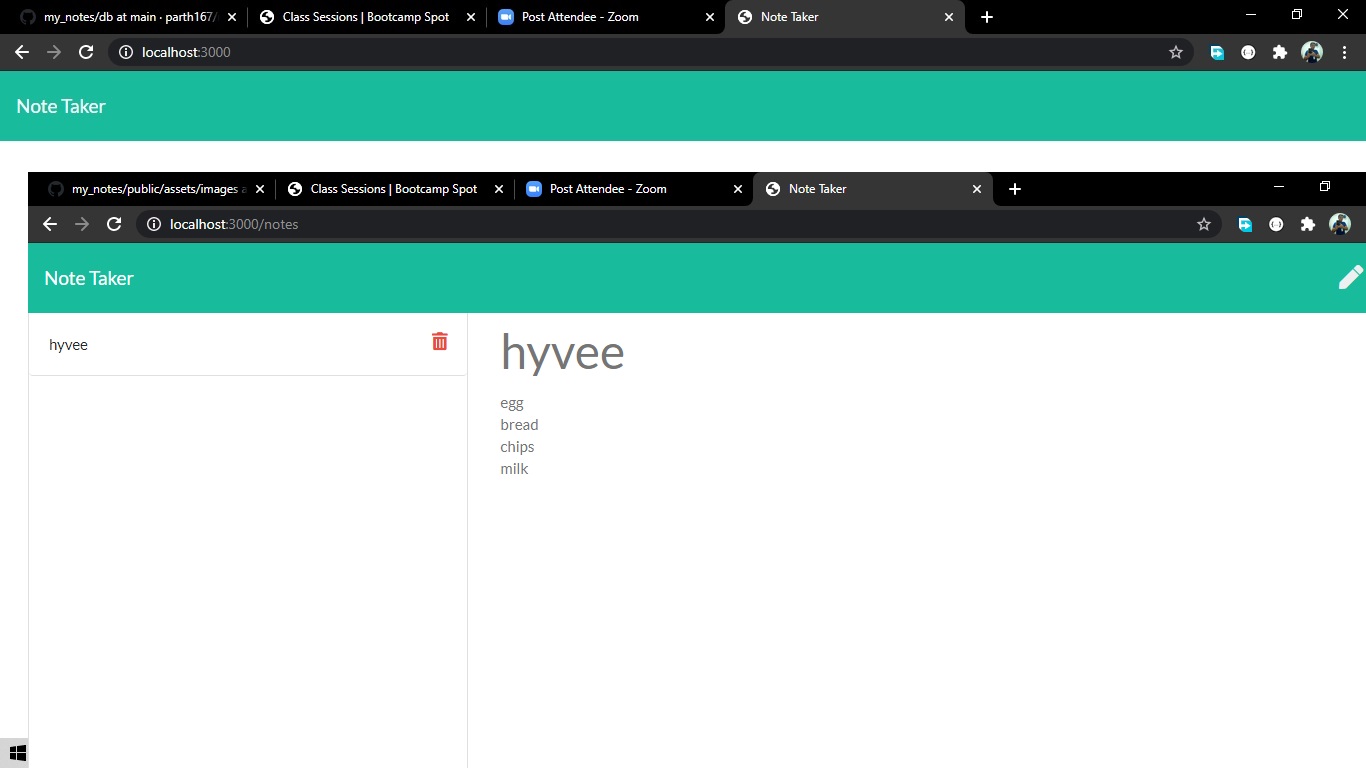 my_notes/db at main · parth167/
Class Sessions | Bootcamp Spot
Post Attendee - Zoom
Note Taker
localhost:3000
Note Taker
my_notes/public/assets/images a
Class Sessions | Bootcamp Spot
Post Attendee - Zoom
Note Taker
localhost:3000/notes
Note Taker
hyvee
hyvee
egg
bread
chips
milk